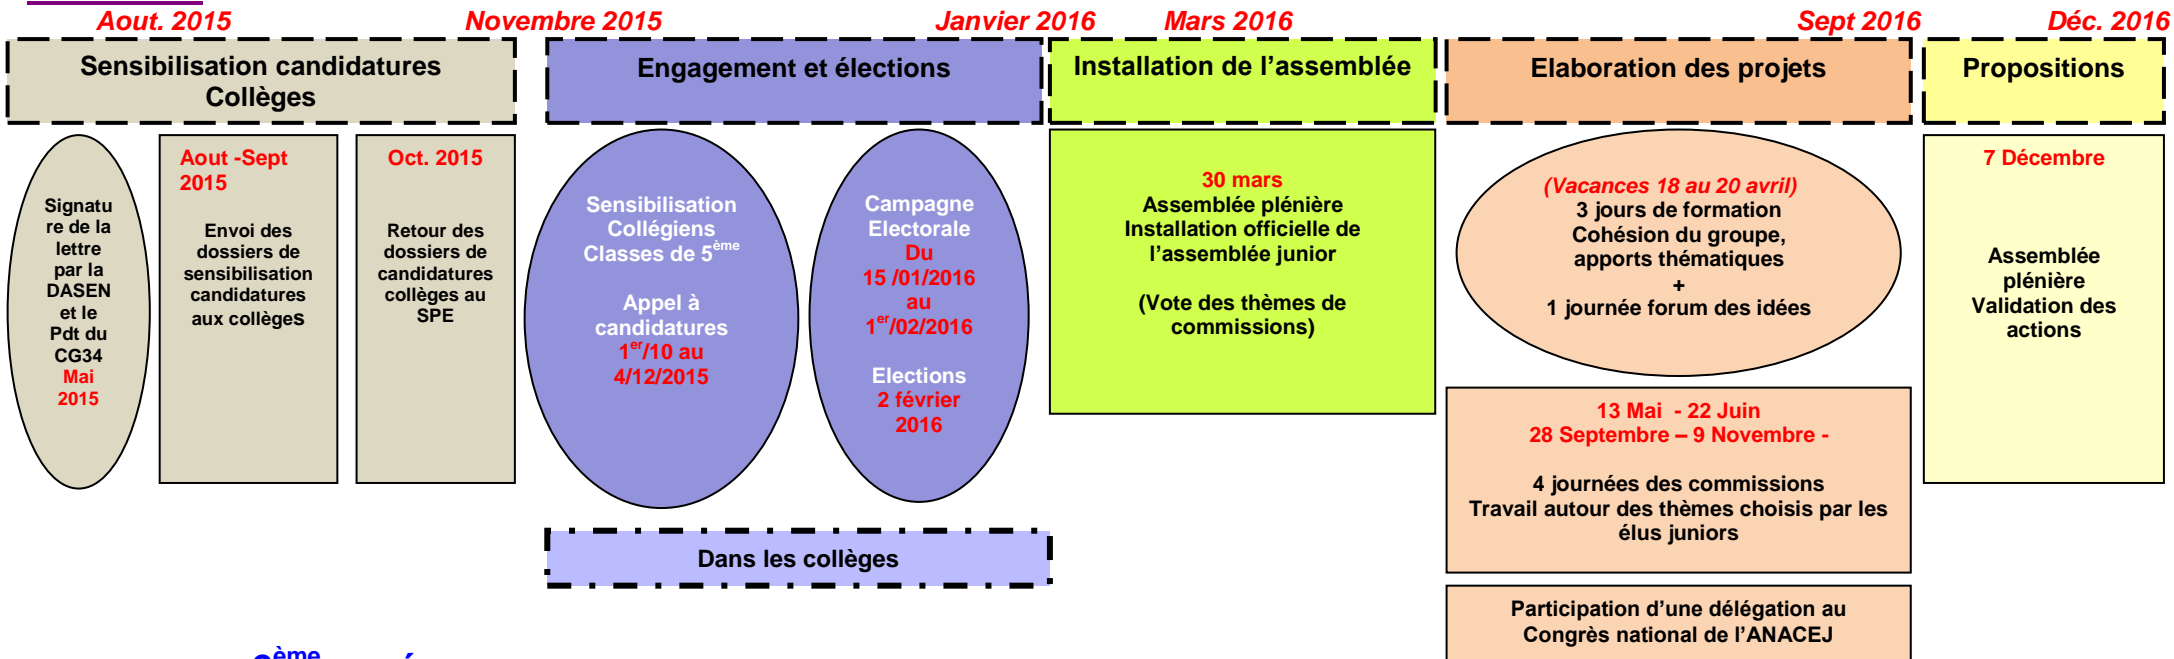 Aout. 2015
Novembre 2015
Janvier 2016
Mars 2016
Sept 2016
Déc. 2016
Sensibilisation candidatures
Collèges
Engagement et élections
Installation de l’assemblée
Elaboration des projets
Propositions
Signatu
re de la
lettre
par la
DASEN
et le
Pdt du
CG34
Mai
2015
Aout -Sept
2015
Envoi des
dossiers de
sensibilisation
candidatures
aux collèges
Oct. 2015
Retour des
dossiers de
candidatures
collèges au
SPE
Sensibilisation
Collégiens
Classes de 5ème
Appel à
candidatures
1er/10 au
4/12/2015
Campagne
Electorale
Du
15 /01/2016
au
1er/02/2016
Elections
2 février
2016
Dans les collèges
30 mars
Assemblée plénière
Installation officielle de
l’assemblée junior
(Vote des thèmes de
commissions)
(Vacances 18 au 20 avril)
3 jours de formation
Cohésion du groupe,
apports thématiques
+
1 journée forum des idées
13 Mai  - 22 Juin
28 Septembre – 9 Novembre -
4 journées des commissions
Travail autour des thèmes choisis par les
élus juniors
Participation d’une délégation au
Congrès national de l’ANACEJ
7 Décembre
Assemblée
plénière
Validation des
actions
ème